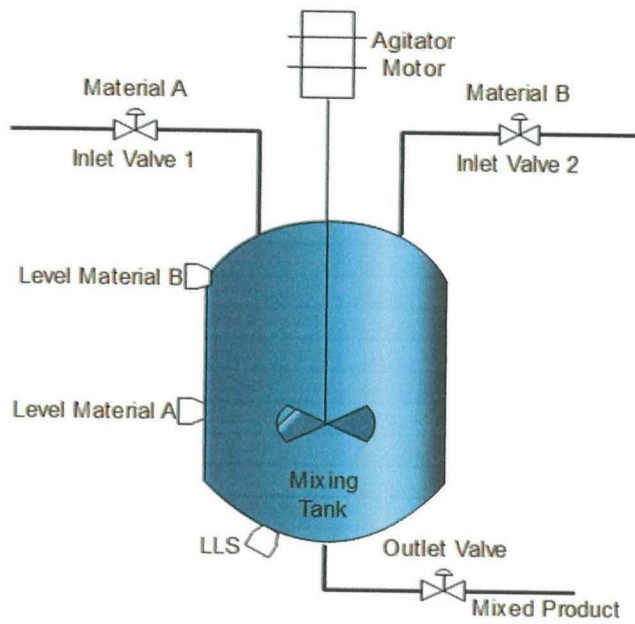 Agitator
Motor
Material A
Material B
Inlet Valve 1
Inlet Valve 2
Level Material B
Level Material A
Mixing
Tank
LLS
Outlet Valve
Mixed Product